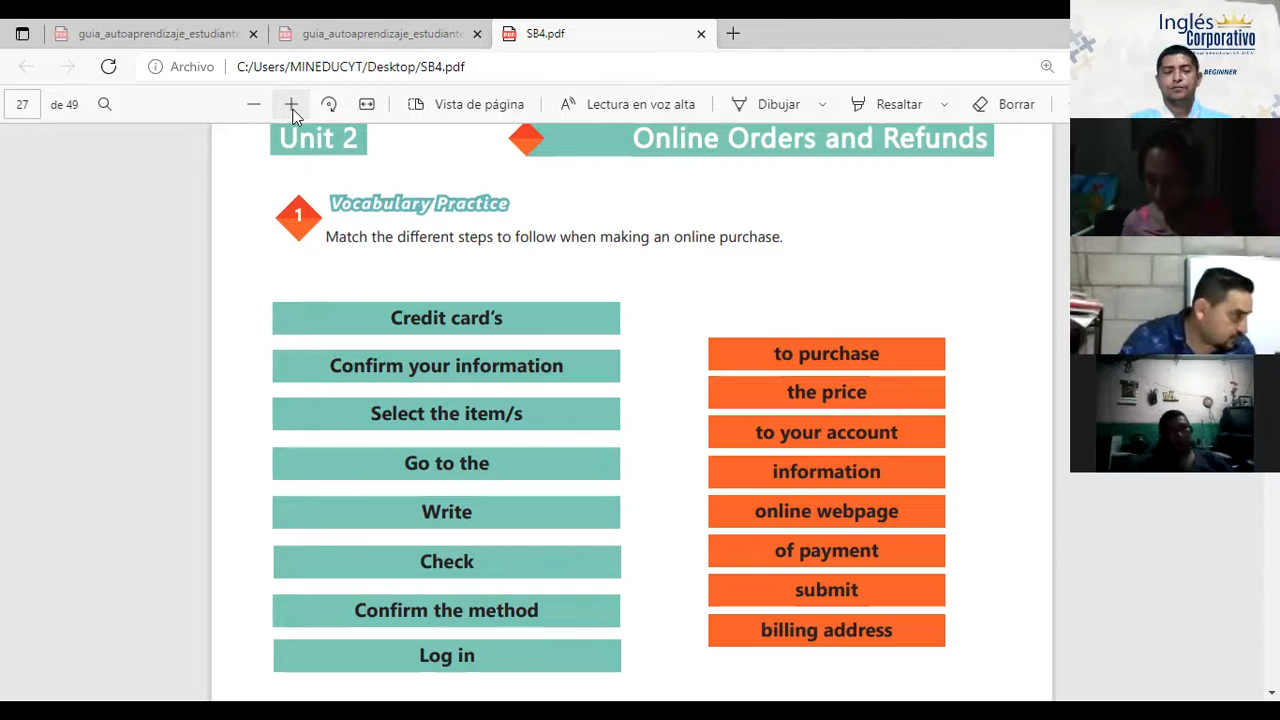 guia_autoaprendizaje_estudiante
guia_autoaprendizaje_estudiante
SB4.pdf
Archivo
C:/Users/MINEDUCYT/Desktop/SB4.pdf
27
de 49
Vista de página
Lectura en voz alta
Dibujar
Resaltar
Borrar
Inglés
Corporativo
BEGINNER
Unit 2
Online Orders and Refunds
1
Vocabulary Practice
Match the different steps to follow when making an online purchase.
Credit card's
Confirm your information
Select the item/s
Go to the
Write
Check
Confirm the method
Log in
to purchase
the price
to your account
information
online webpage
of payment
submit
billing address